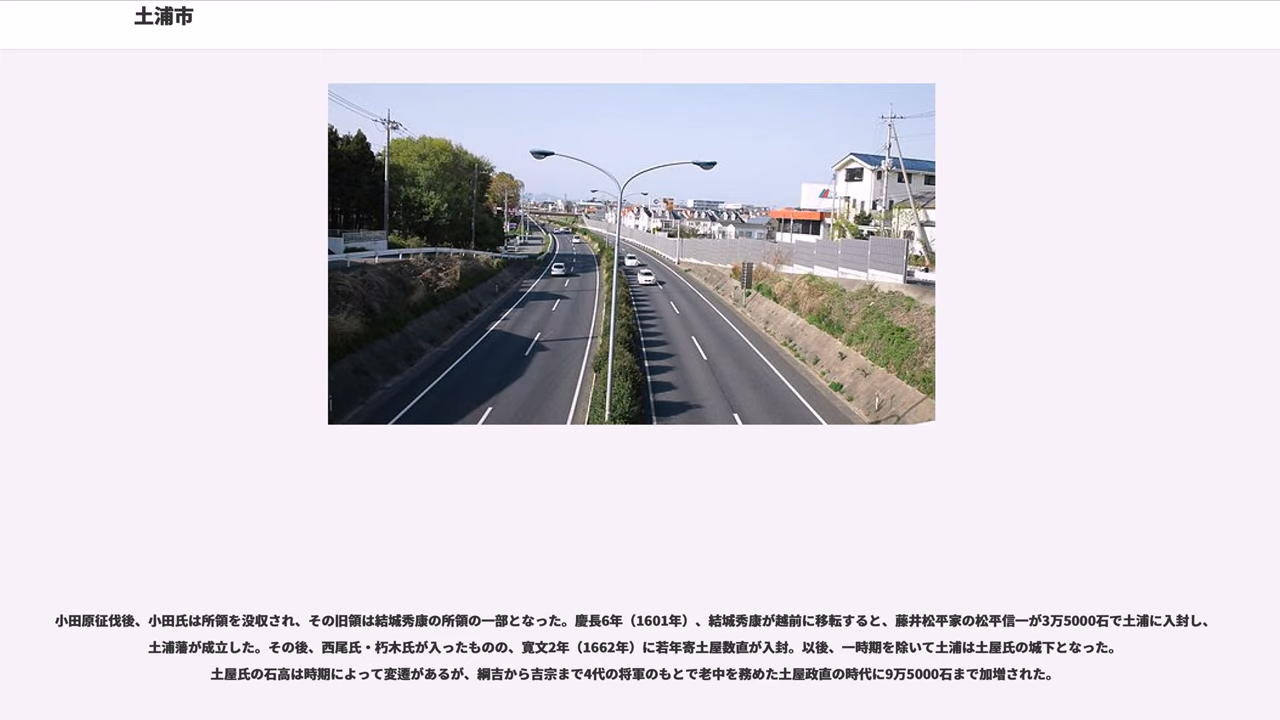 土浦市
小田原征伐後、小田氏は所領を没収され、その旧領は結城秀康の所領の一部となった。慶長6年（1601年）、結城秀康が越前に移転すると、藤井松平家の松平信一が3万5000石で土浦に入封し、
土浦藩が成立した。その後、西尾氏・朽木氏が入ったものの、寛文2年（1662年）に若年寄土屋数直が入封。以後、一時期を除いて土浦は土屋氏の城下となった。
土屋氏の石高は時期によって変遷があるが、綱吉から吉宗まで4代の将軍のもとで老中を務めた土屋政直の時代に9万5000石まで加増された。